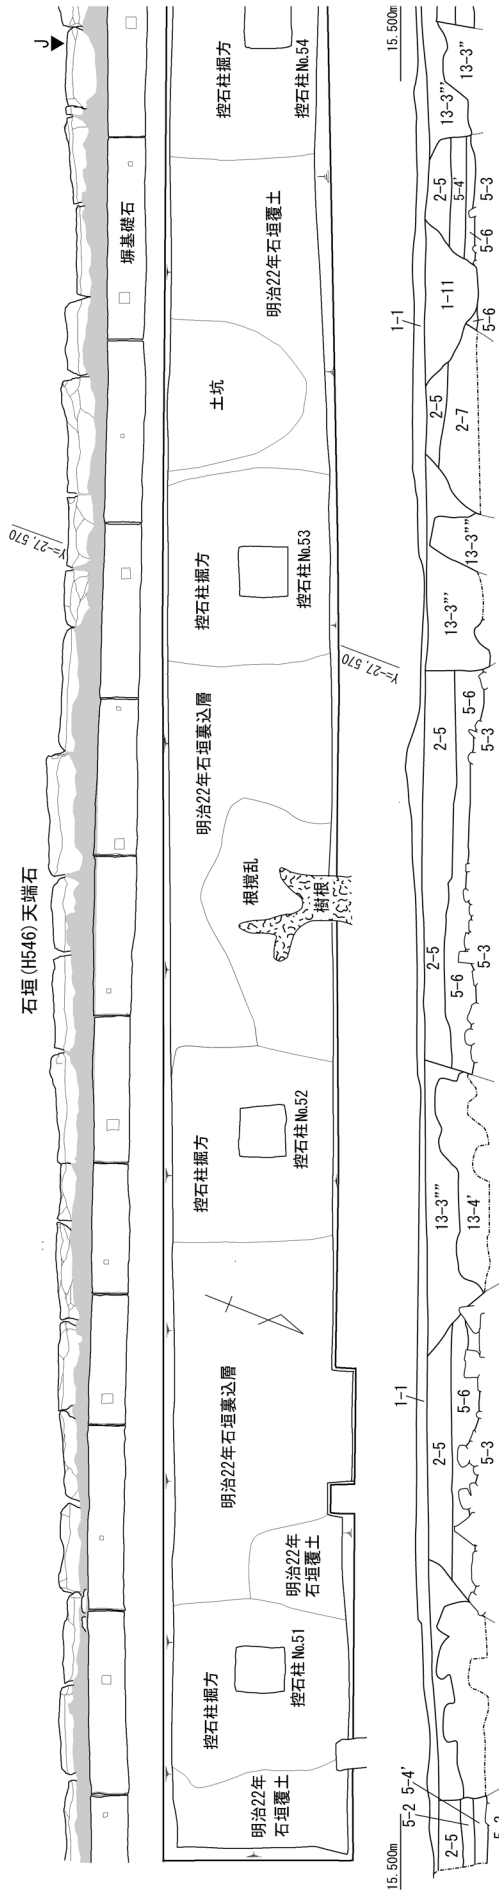 石垣(H546)天端石
Y=-27.570
J
塀基礎石
明治22年
石垣覆土
控石柱掘方
控石柱No.51
明治22年
石垣覆土
明治22年石垣裏込層
控石柱掘方
控石柱No.52
根撹乱
樹根
明治22年石垣裏込層
控石柱掘方
控石柱No.53
土坑
明治22年石垣覆土
控石柱掘方
控石柱No.54
Y=-27.570
15.500m
15.500m
1-1
1-1
5-2
5-4'
2-5
2-5
5-6
5-3
13-3""
13-4'
2-5
5-6
5-3
2-5
5-6
5-3
13-3"'
13-3""
2-7
2-5
1-11
5-6
5-6
2-5
5-4'
5-3
13-3"'
13-3"